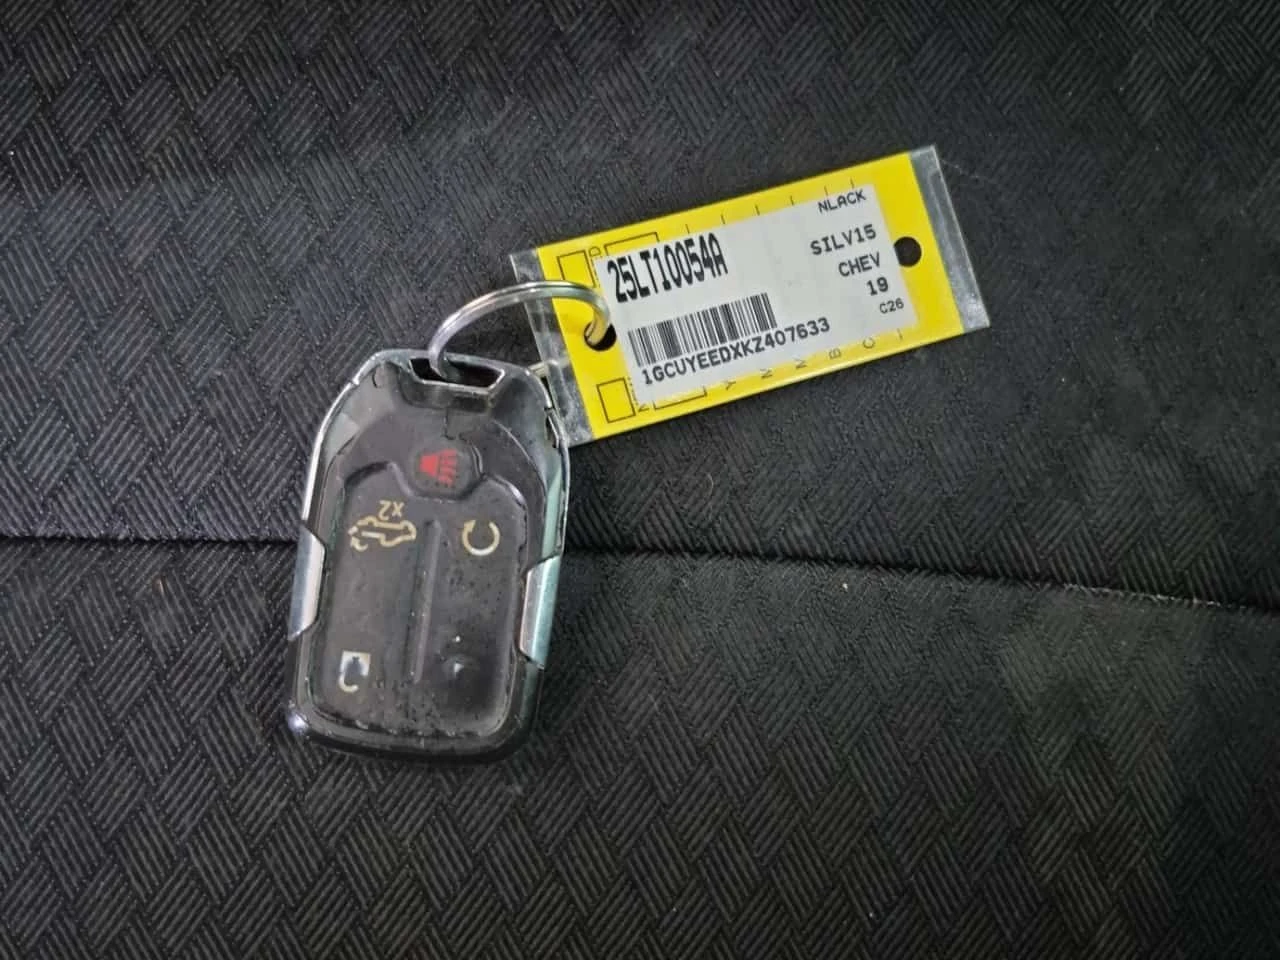 NLACK
25LT10054A
SILV15
CHEV
19
C26
1GCUYEEDXKZ407633
X2